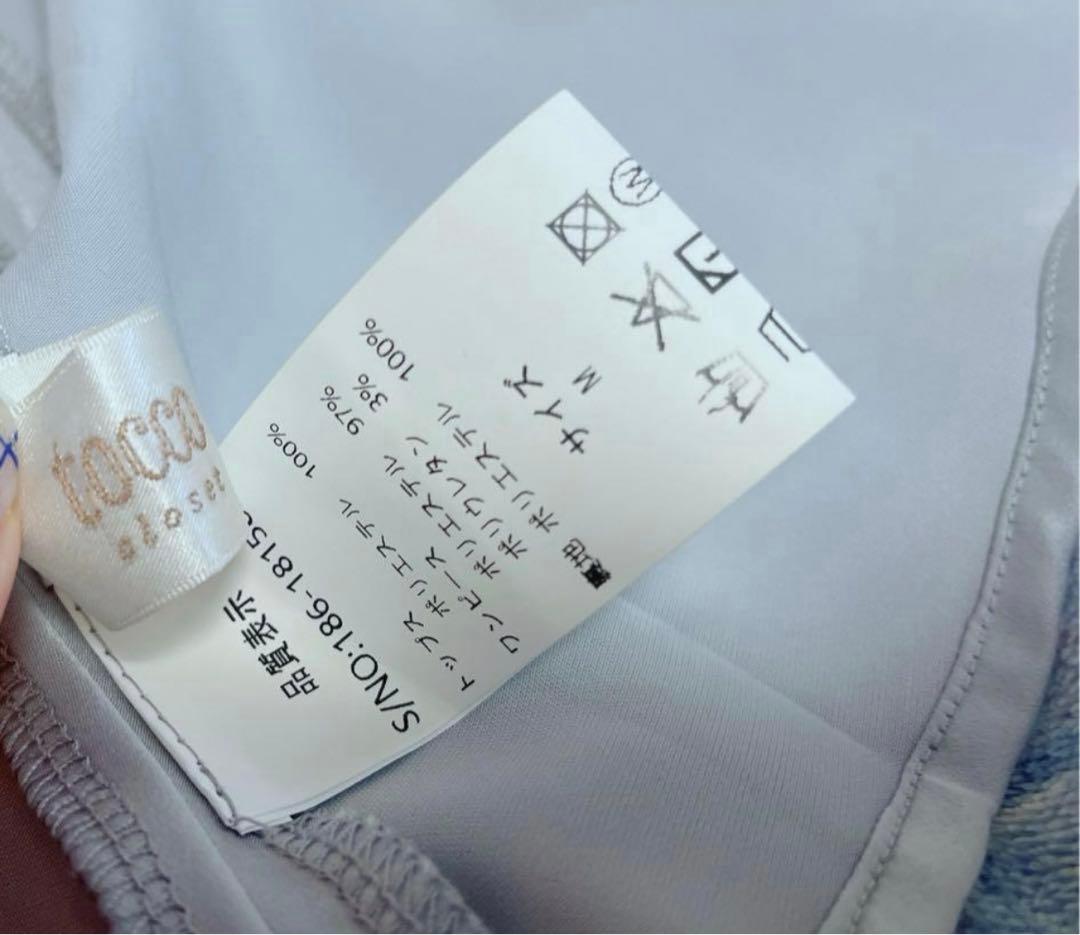 tocco
closet
品質表示
S/NO:186-1815
トップス
ポリエステル 100%
ワンピース
ポリエステル 97%
ポリウレタン 3%
裏地 ポリエステル 100%
サイズ
M
W